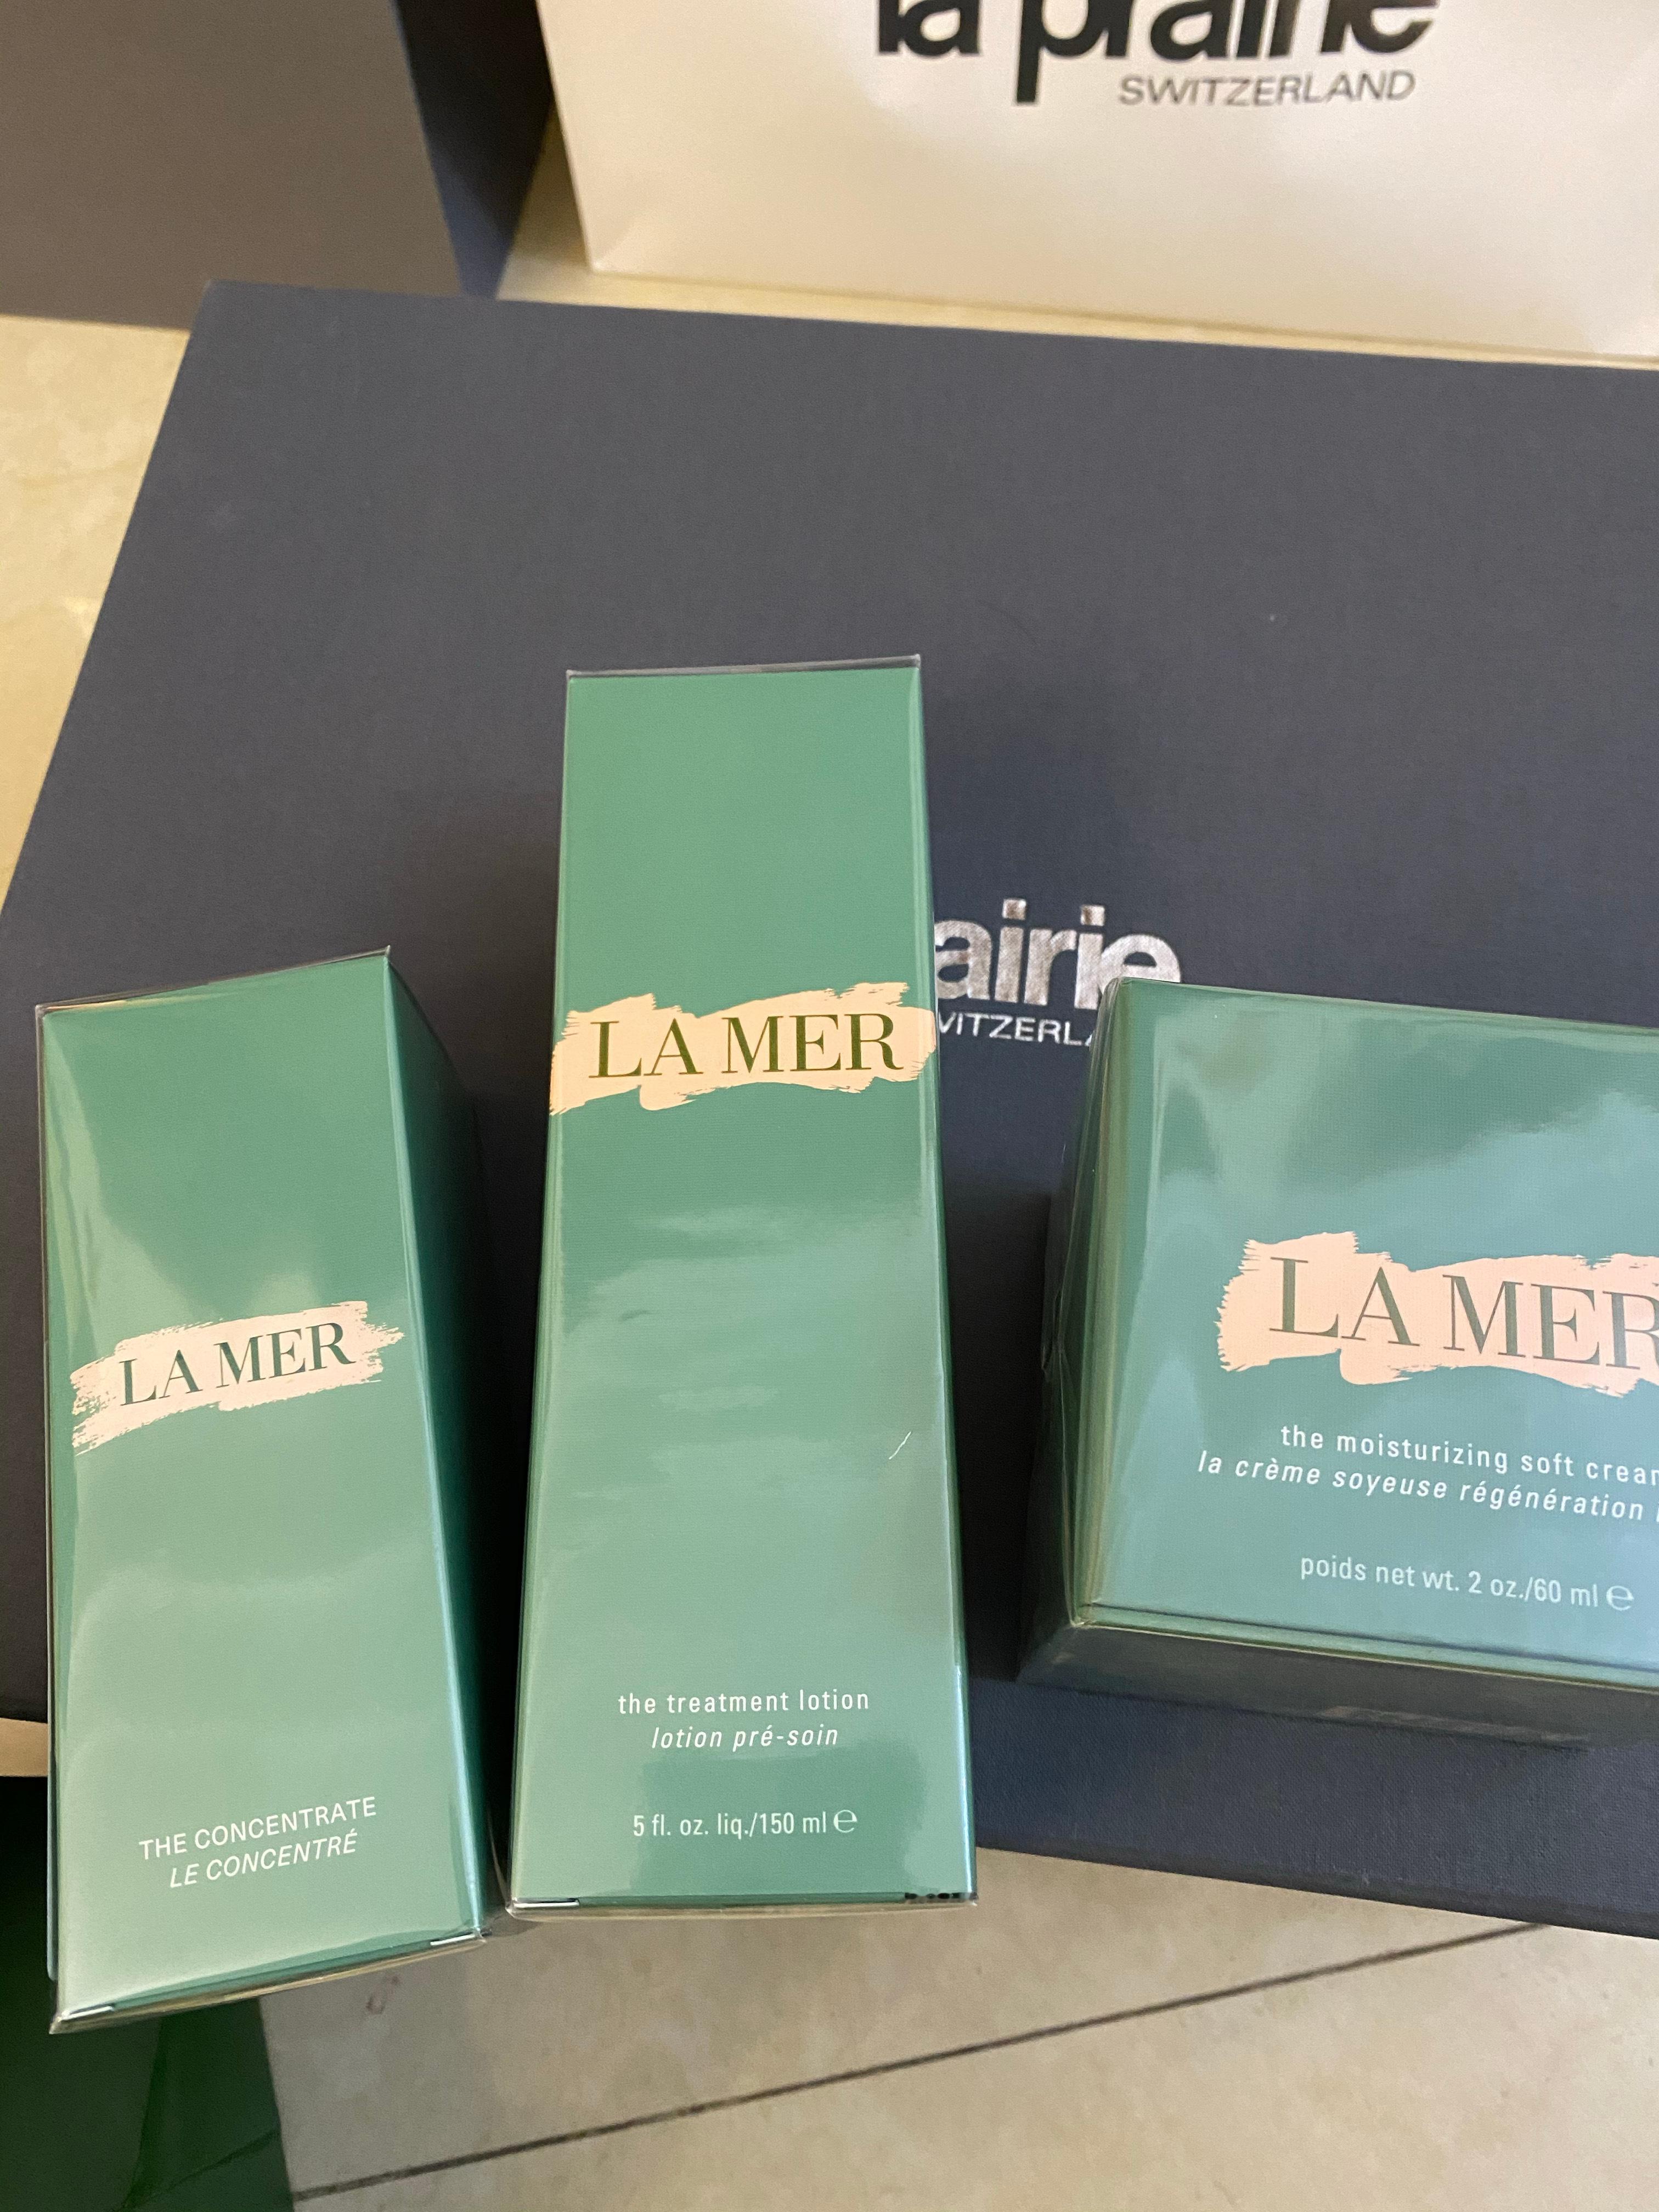 la prairie
SWITZERLAND
airie
LA MER
THE CONCENTRATE
LE CONCENTRÉ
LA MER
the treatment lotion
lotion pré-soin
5 fl. oz. liq./150 ml ℮
LA MER
the moisturizing soft cream
la crème soyeuse régénération
poids net wt. 2 oz./60 ml ℮